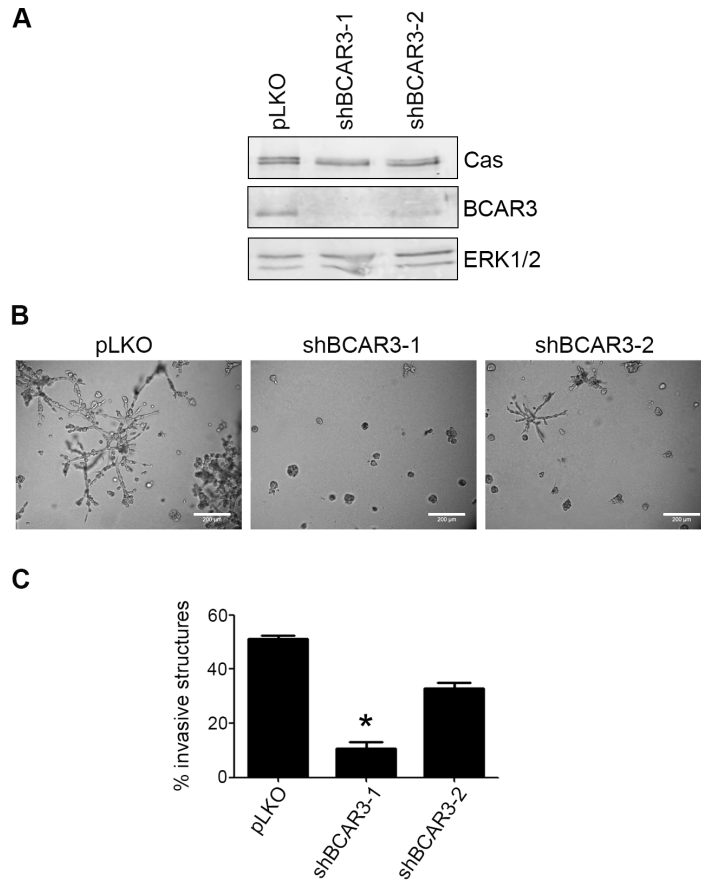 A
pLKO
shBCAR3-1
shBCAR3-2
Cas
BCAR3
ERK1/2
B
pLKO
shBCAR3-1
shBCAR3-2
200 µm
200 µm
200 µm
C
% invasive structures
60
40
20
0
*
pLKO
shBCAR3-1
shBCAR3-2